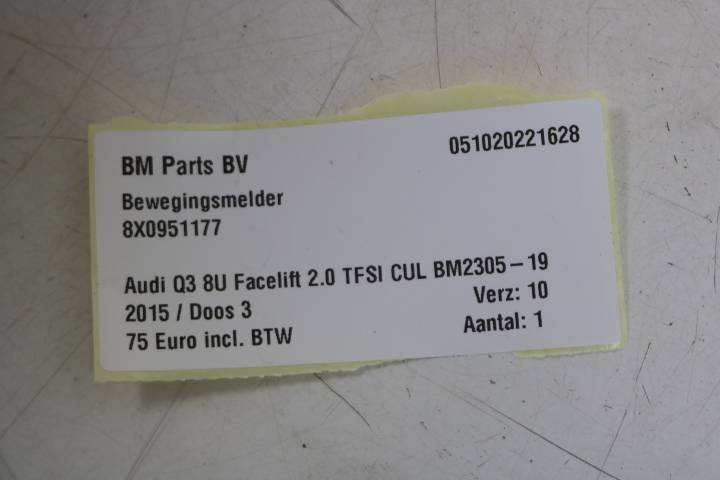 BM Parts BV
051020221628
Bewegingsmelder
8X0951177
Audi Q3 8U Facelift 2.0 TFSI CUL BM2305-19
2015 / Doos 3
Verz: 10
75 Euro incl. BTW
Aantal: 1